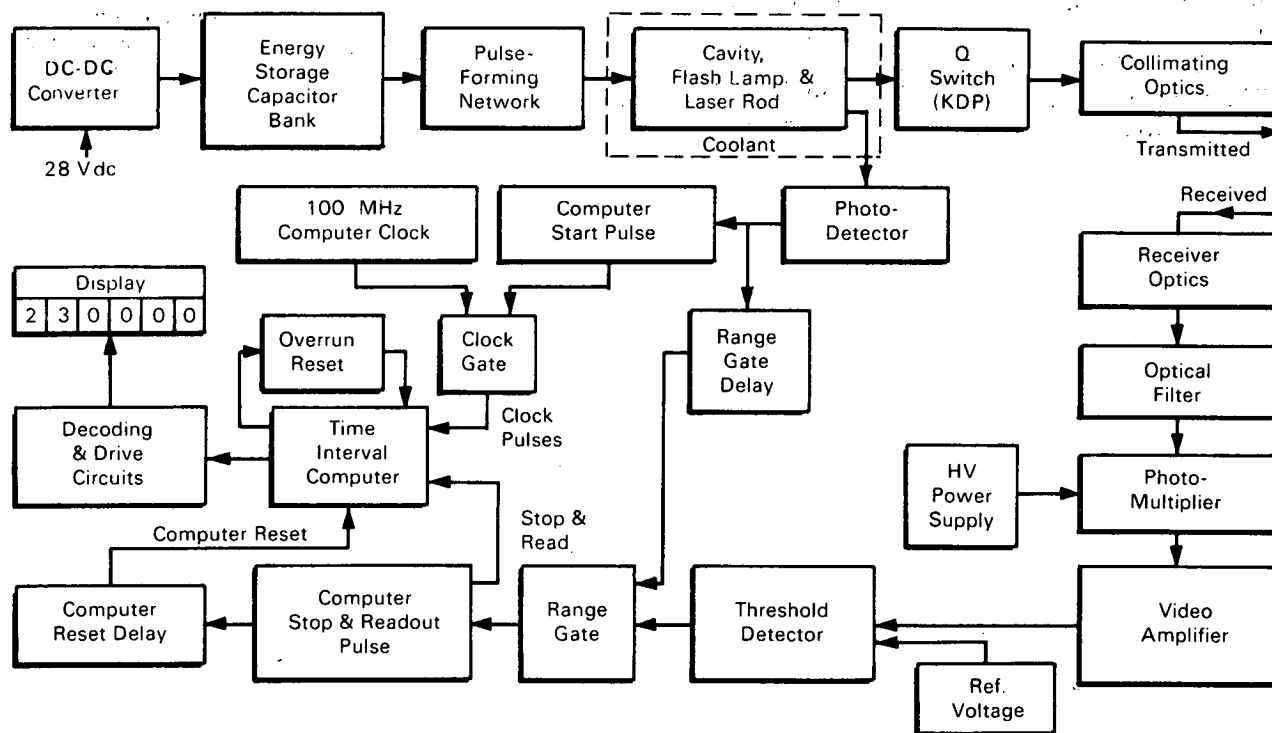 DC-DC
Converter
28 Vdc
Energy
Storage
Capacitor
Bank
Pulse-
Forming
Network
Cavity,
Flash Lamp &
Laser Rod
Coolant
Q
Switch
(KDP)
Collimating
Optics
Transmitted
100 MHz
Computer Clock
Computer
Start Pulse
Photo-
Detector
Received
Receiver
Optics
Display
2 3 0 0 0 0
Overrun
Reset
Clock
Gate
Range
Gate
Delay
Optical
Filter
Clock
Pulses
Decoding
& Drive
Circuits
Time
Interval
Computer
HV
Power
Supply
Photo-
Multiplier
Computer Reset
Stop &
Read
Computer
Reset Delay
Computer
Stop & Readout
Pulse
Range
Gate
Threshold
Detector
Video
Amplifier
Ref.
Voltage